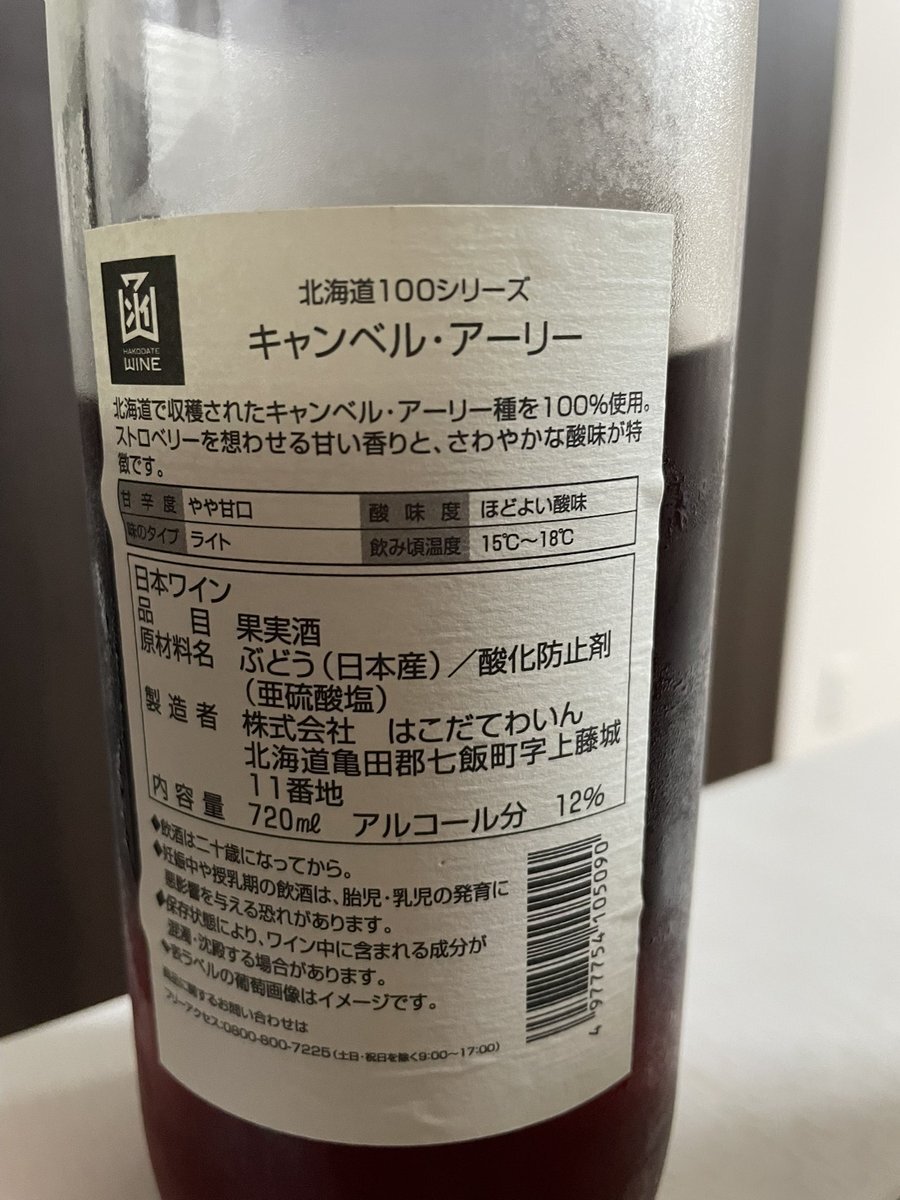 函
HAKODATE
WINE
北海道100シリーズ
キャンベル・アーリー
北海道で収穫されたキャンベル・アーリー種を100%使用。
ストロベリーを想わせる甘い香りと、さわやかな酸味が特
徴です。
甘辛度 やや甘口 酸味度 ほどよい酸味
味のタイプ ライト 飲み頃温度 15℃〜18℃
日本ワイン
品目 果実酒
原材料名 ぶどう(日本産)/酸化防止剤
(亜硫酸塩)
製造者 株式会社 はこだてわいん
北海道亀田郡七飯町字上藤城
11番地
内容量 720㎖ アルコール分 12%
◆飲酒は二十歳になってから。
◆妊娠中や授乳期の飲酒は、胎児・乳児の発育に
悪影響を与える恐れがあります。
◆保存状態により、ワイン中に含まれる成分が
混濁・沈殿する場合があります。
◆表ラベルの葡萄画像はイメージです。
商品に関するお問い合わせは
フリーアクセス:0800-800-7225(土日・祝日を除く9:00〜17:00)
4977754105090